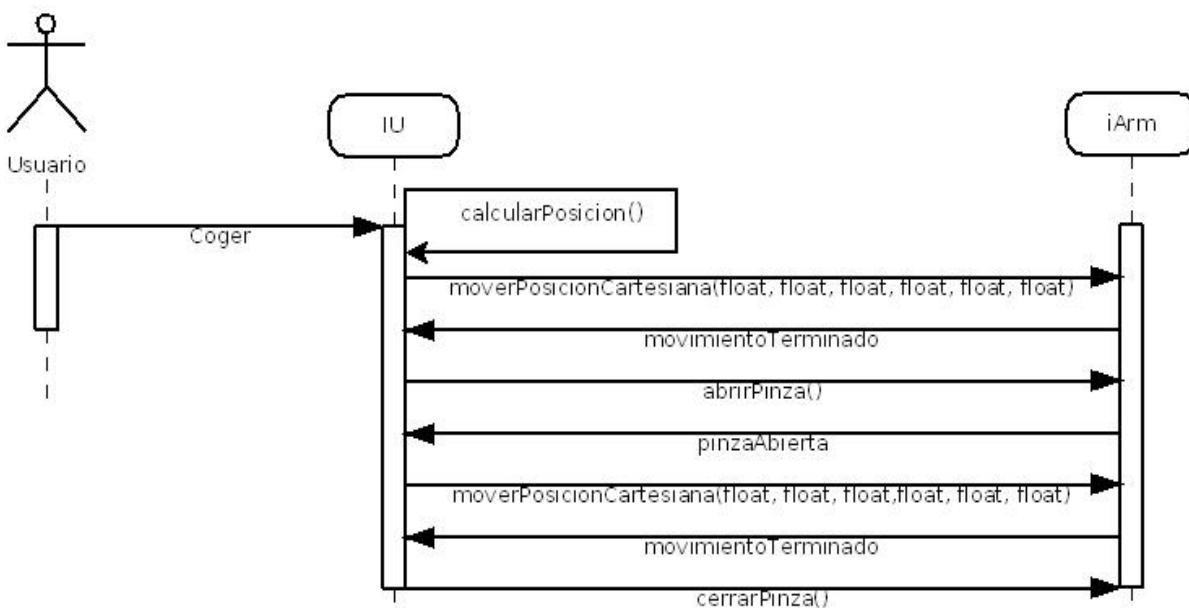 IU
iArm
Usuario
calcularPosicion()
Coger
moverPosicionCartesiana(float, float, float, float, float, float)
movimientoTerminado
abrirPinza()
pinzaAbierta
moverPosicionCartesiana(float, float, float,float, float, float)
movimientoTerminado
cerrarPinza()